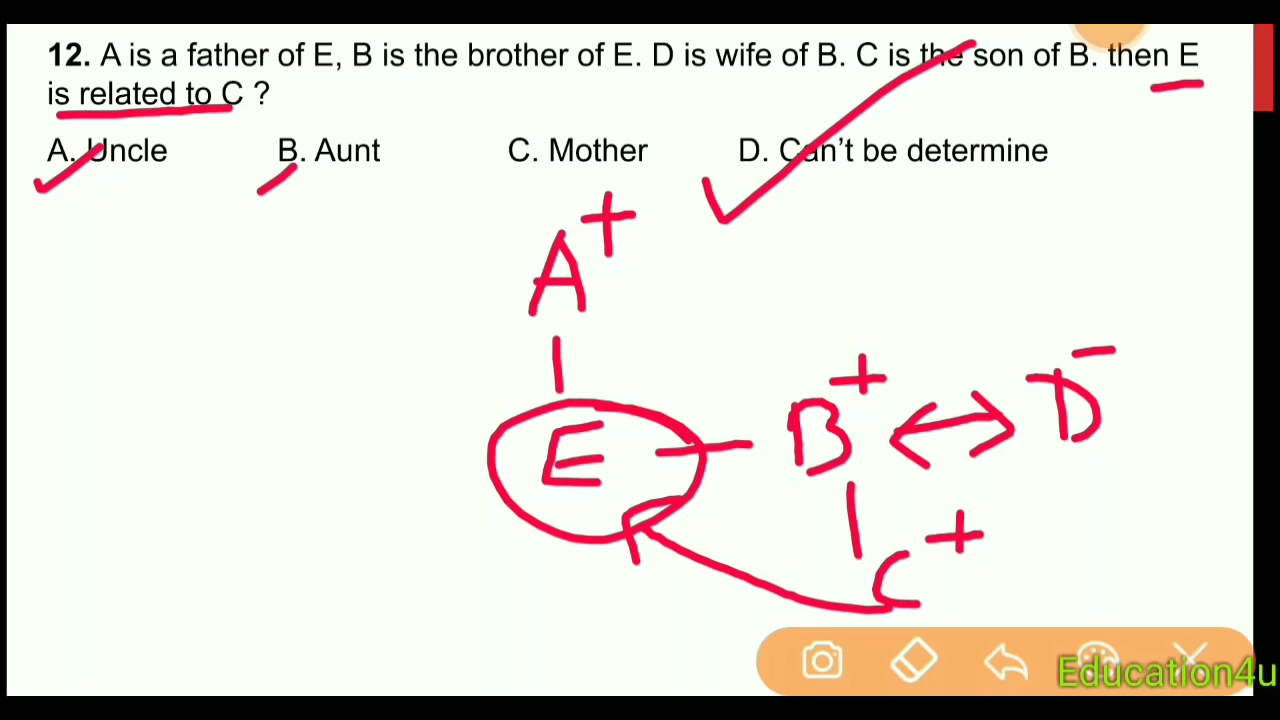 12. A is a father of E, B is the brother of E. D is wife of B. C is the son of B. then E
is related to C ?
A. Uncle B. Aunt C. Mother D. Can't be determine
A +
E B + D -
C +
Education4u